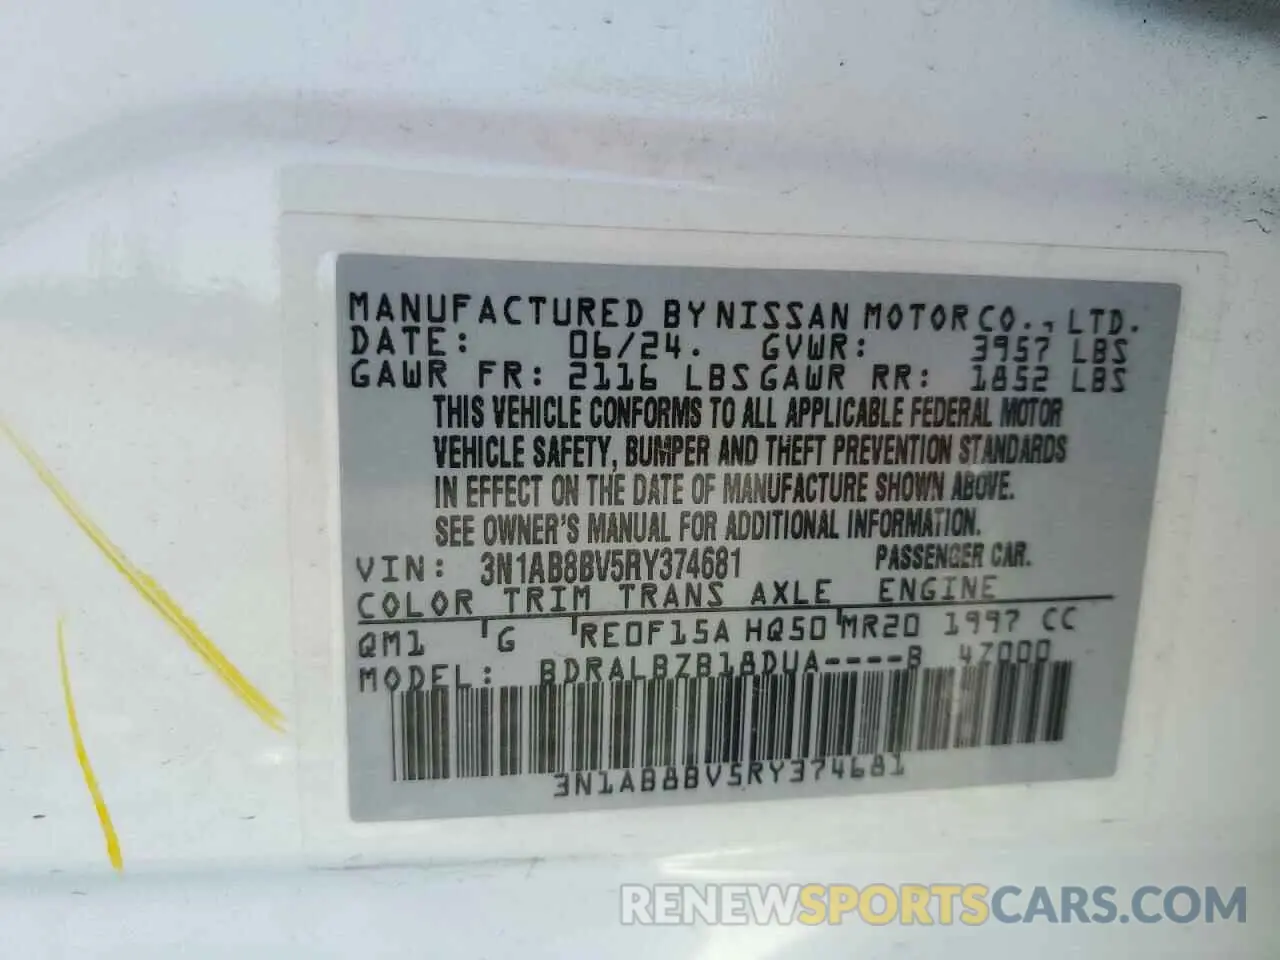 MANUFACTURED BY NISSAN MOTOR CO., LTD.
DATE: 06/24. GVWR: 3957 LBS
GAWR FR: 2116 LBS GAWR RR: 1852 LBS
THIS VEHICLE CONFORMS TO ALL APPLICABLE FEDERAL MOTOR
VEHICLE SAFETY, BUMPER AND THEFT PREVENTION STANDARDS
IN EFFECT ON THE DATE OF MANUFACTURE SHOWN ABOVE.
SEE OWNER'S MANUAL FOR ADDITIONAL INFORMATION.
VIN: 3N1AB8BV5RY374681 PASSENGER CAR.
COLOR TRIM TRANS AXLE ENGINE
QM1 G RE0F15A HQ50 MR20 1997 CC
MODEL: BDRALBZB18DUA----B 4Z000
3N1AB8BV5RY374681
RENEWSPORTSCARS.COM